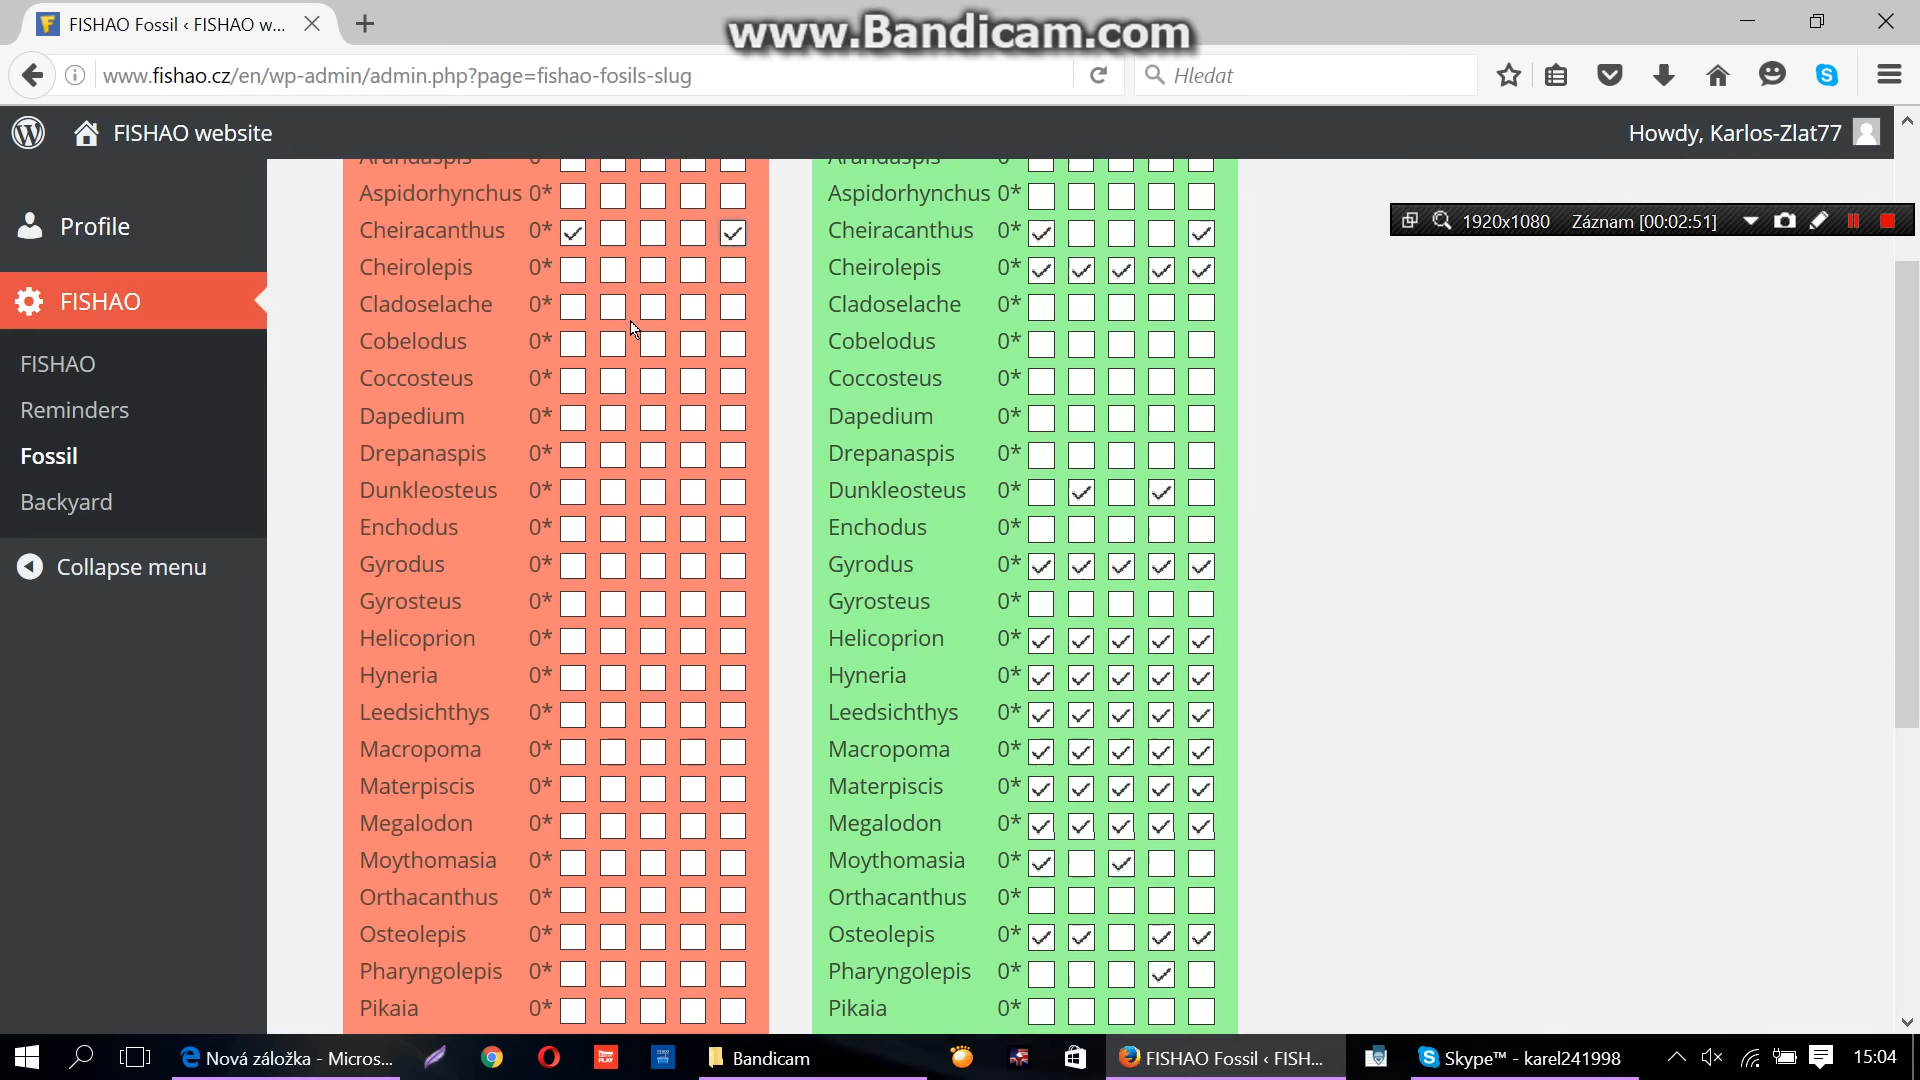 FISHAO Fossil ‹ FISHAO w...
www.Bandicam.com
www.fishao.cz/en/wp-admin/admin.php?page=fishao-fosils-slug
Hledat
FISHAO website
Howdy, Karlos-Zlat77
1920x1080 Záznam [00:02:51]
Profile
FISHAO
FISHAO
Reminders
Fossil
Backyard
Collapse menu
Arandaspis 0*
Aspidorhynchus 0*
Cheiracanthus 0*
Cheirolepis 0*
Cladoselache 0*
Cobelodus 0*
Coccosteus 0*
Dapedium 0*
Drepanaspis 0*
Dunkleosteus 0*
Enchodus 0*
Gyrodus 0*
Gyrosteus 0*
Helicoprion 0*
Hyneria 0*
Leedsichthys 0*
Macropoma 0*
Materpiscis 0*
Megalodon 0*
Moythomasia 0*
Orthacanthus 0*
Osteolepis 0*
Pharyngolepis 0*
Pikaia 0*
Arandaspis 0*
Aspidorhynchus 0*
Cheiracanthus 0*
Cheirolepis 0*
Cladoselache 0*
Cobelodus 0*
Coccosteus 0*
Dapedium 0*
Drepanaspis 0*
Dunkleosteus 0*
Enchodus 0*
Gyrodus 0*
Gyrosteus 0*
Helicoprion 0*
Hyneria 0*
Leedsichthys 0*
Macropoma 0*
Materpiscis 0*
Megalodon 0*
Moythomasia 0*
Orthacanthus 0*
Osteolepis 0*
Pharyngolepis 0*
Pikaia 0*
Nová záložka - Micros...
Bandicam
FISHAO Fossil ‹ FISH...
Skype™ - karel241998
15:04